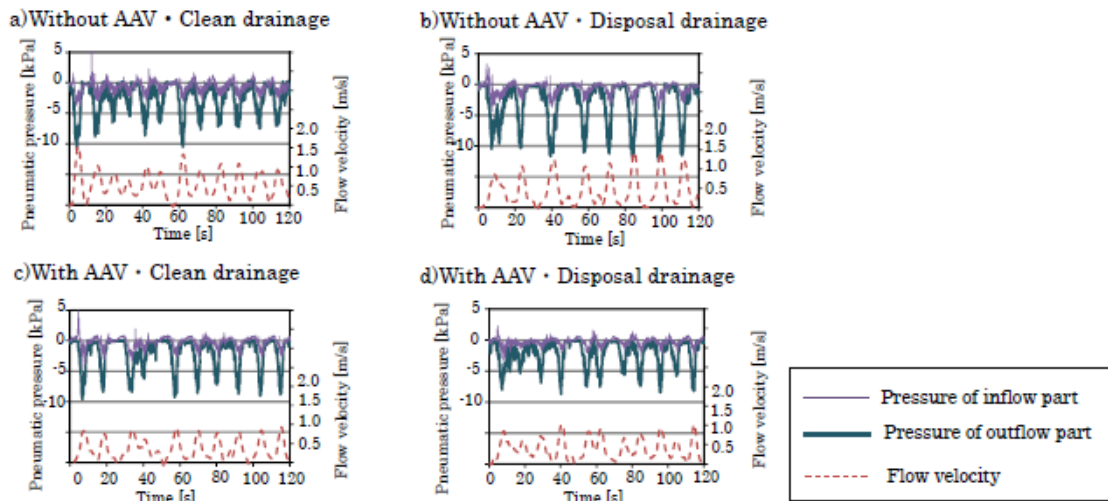 a)Without AAV・Clean drainage
Pneumatic pressure [kPa]
5
0
-5
-10
Flow velocity [m/s]
2.0
1.5
1.0
0.5
0 20 40 60 80 100 120
Time [s]
b)Without AAV・Disposal drainage
Pneumatic pressure [kPa]
5
0
-5
-10
Flow velocity [m/s]
2.0
1.5
1.0
0.5
0 20 40 60 80 100 120
Time [s]
c)With AAV・Clean drainage
Pneumatic pressure [kPa]
5
0
-5
-10
Flow velocity [m/s]
2.0
1.5
1.0
0.5
0 20 40 60 80 100 120
Time [s]
d)With AAV・Disposal drainage
Pneumatic pressure [kPa]
5
0
-5
-10
Flow velocity [m/s]
2.0
1.5
1.0
0.5
0 20 40 60 80 100 120
Time [s]
Pressure of inflow part
Pressure of outflow part
Flow velocity